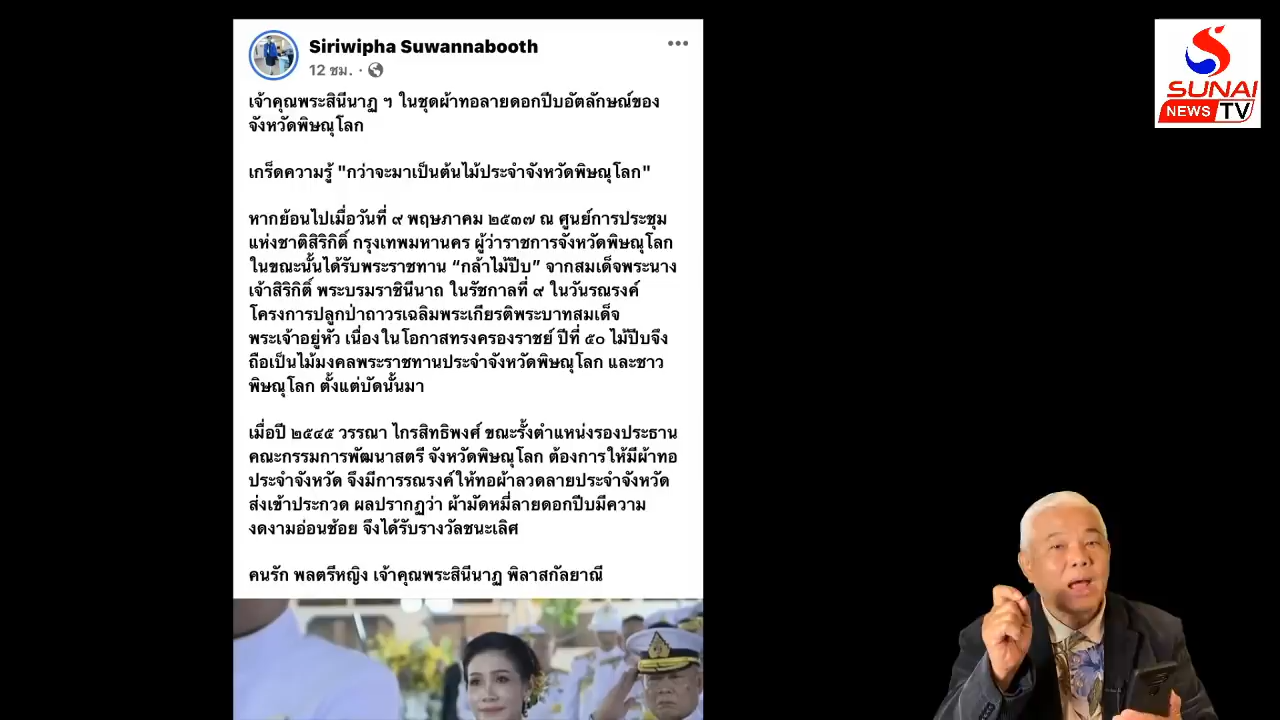 Siriwipha Suwannabooth
12 ชม. ·
เจ้าคุณพระสินีนาฏ ฯ ในชุดผ้าทอลายดอกปีบอัตลักษณ์ของ
จังหวัดพิษณุโลก
เกร็ดความรู้ "กว่าจะมาเป็นต้นไม้ประจำจังหวัดพิษณุโลก"
หากย้อนไปเมื่อวันที่ ๙ พฤษภาคม ๒๕๓๗ ณ ศูนย์การประชุม
แห่งชาติสิริกิติ์ กรุงเทพมหานคร ผู้ว่าราชการจังหวัดพิษณุโลก
ในขณะนั้นได้รับพระราชทาน “กล้าไม้ปีบ” จากสมเด็จพระนาง
เจ้าสิริกิติ์ พระบรมราชินีนาถ ในรัชกาลที่ ๙ ในวันรณรงค์
โครงการปลูกป่าถาวรเฉลิมพระเกียรติพระบาทสมเด็จ
พระเจ้าอยู่หัว เนื่องในโอกาสทรงครองราชย์ ปีที่ ๕๐ ไม้ปีบจึง
ถือเป็นไม้มงคลพระราชทานประจำจังหวัดพิษณุโลก และชาว
พิษณุโลก ตั้งแต่บัดนั้นมา
เมื่อปี ๒๕๔๕ วรรณา ไกรสิทธิพงศ์ ขณะรั้งตำแหน่งรองประธาน
คณะกรรมการพัฒนาสตรี จังหวัดพิษณุโลก ต้องการให้มีผ้าทอ
ประจำจังหวัด จึงมีการรณรงค์ให้ทอผ้าลวดลายประจำจังหวัด
ส่งเข้าประกวด ผลปรากฏว่า ผ้ามัดหมี่ลายดอกปีบมีความ
งดงามอ่อนช้อย จึงได้รับรางวัลชนะเลิศ
คนรัก พลตรีหญิง เจ้าคุณพระสินีนาฏ พิลาสกัลยาณี
SUNAI
NEWS TV